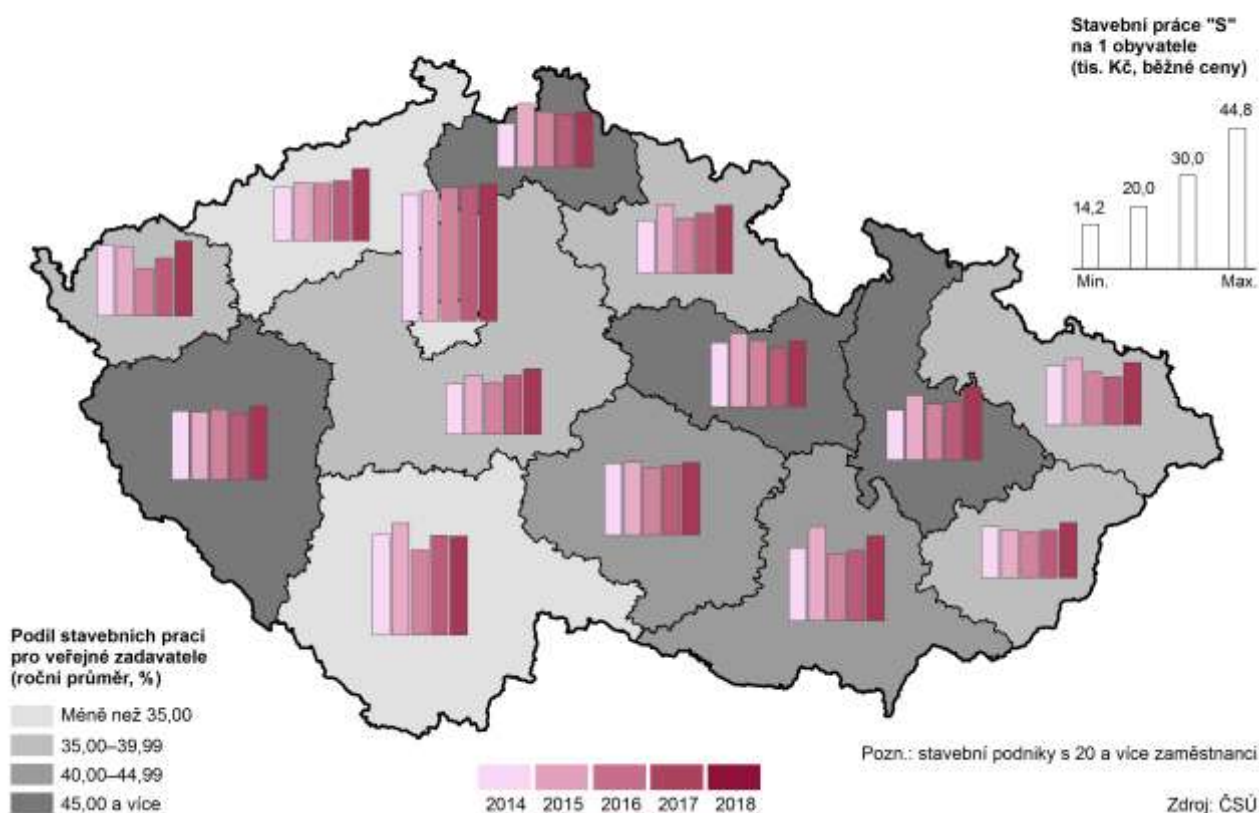 Stavební práce "S"
na 1 obyvatele
(tis. Kč, běžné ceny)
44,8
30,0
20,0
14,2
Min.
Max.
Podíl stavebních prací
pro veřejné zadavatele
(roční průměr, %)
Méně než 35,00
35,00–39,99
40,00–44,99
45,00 a více
2014 2015 2016 2017 2018
Pozn.: stavební podniky s 20 a více zaměstnanci
Zdroj: ČSÚ